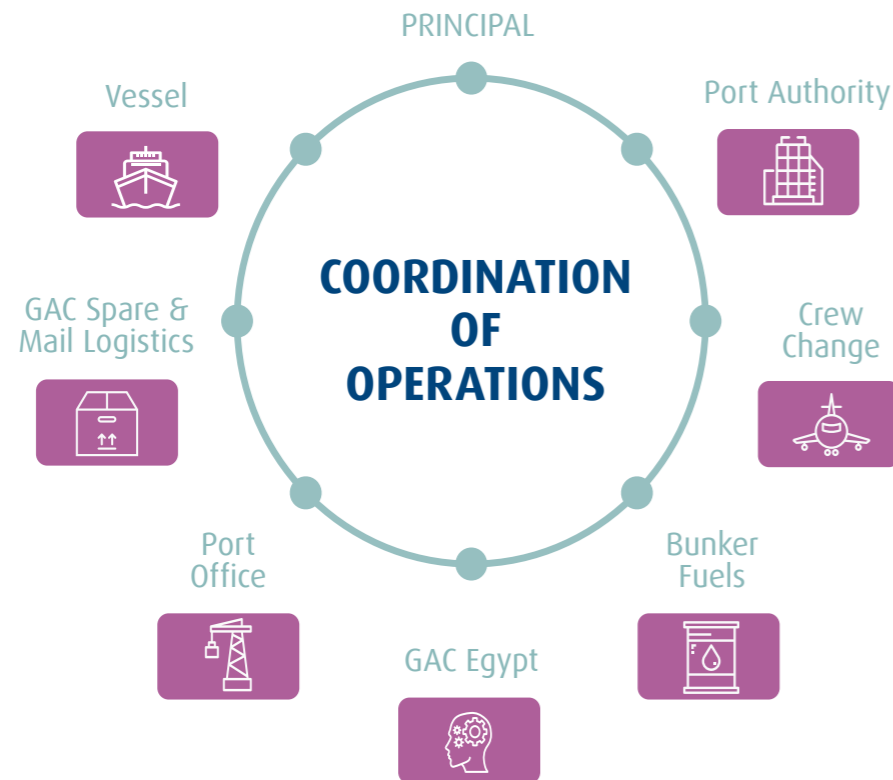 PRINCIPAL
Vessel
Port Authority
COORDINATION
OF
OPERATIONS
GAC Spare &
Mail Logistics
Crew
Change
Port
Office
Bunker
Fuels
GAC Egypt